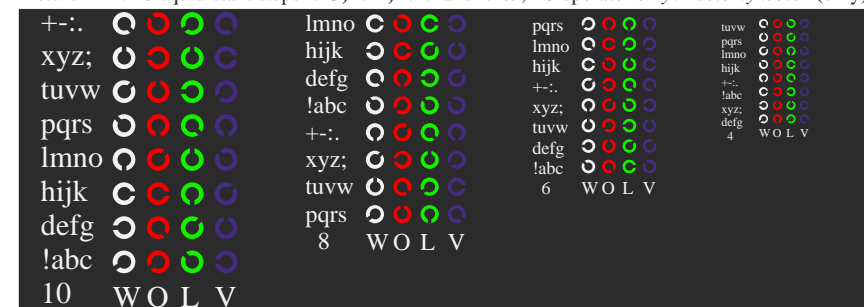 +-:.
xyz;
tuvw
pqrs
lmno
hijk
defg
!abc
10 W O L V
lmno
hijk
defg
!abc
+-:.
xyz;
tuvw
pqrs
8 W O L V
pqrs
lmno
hijk
+-:.
xyz;
tuvw
defg
!abc
6 W O L V
tuvw
pqrs
lmno
hijk
+-:.
!abc
xyz;
defg
4 W O L V